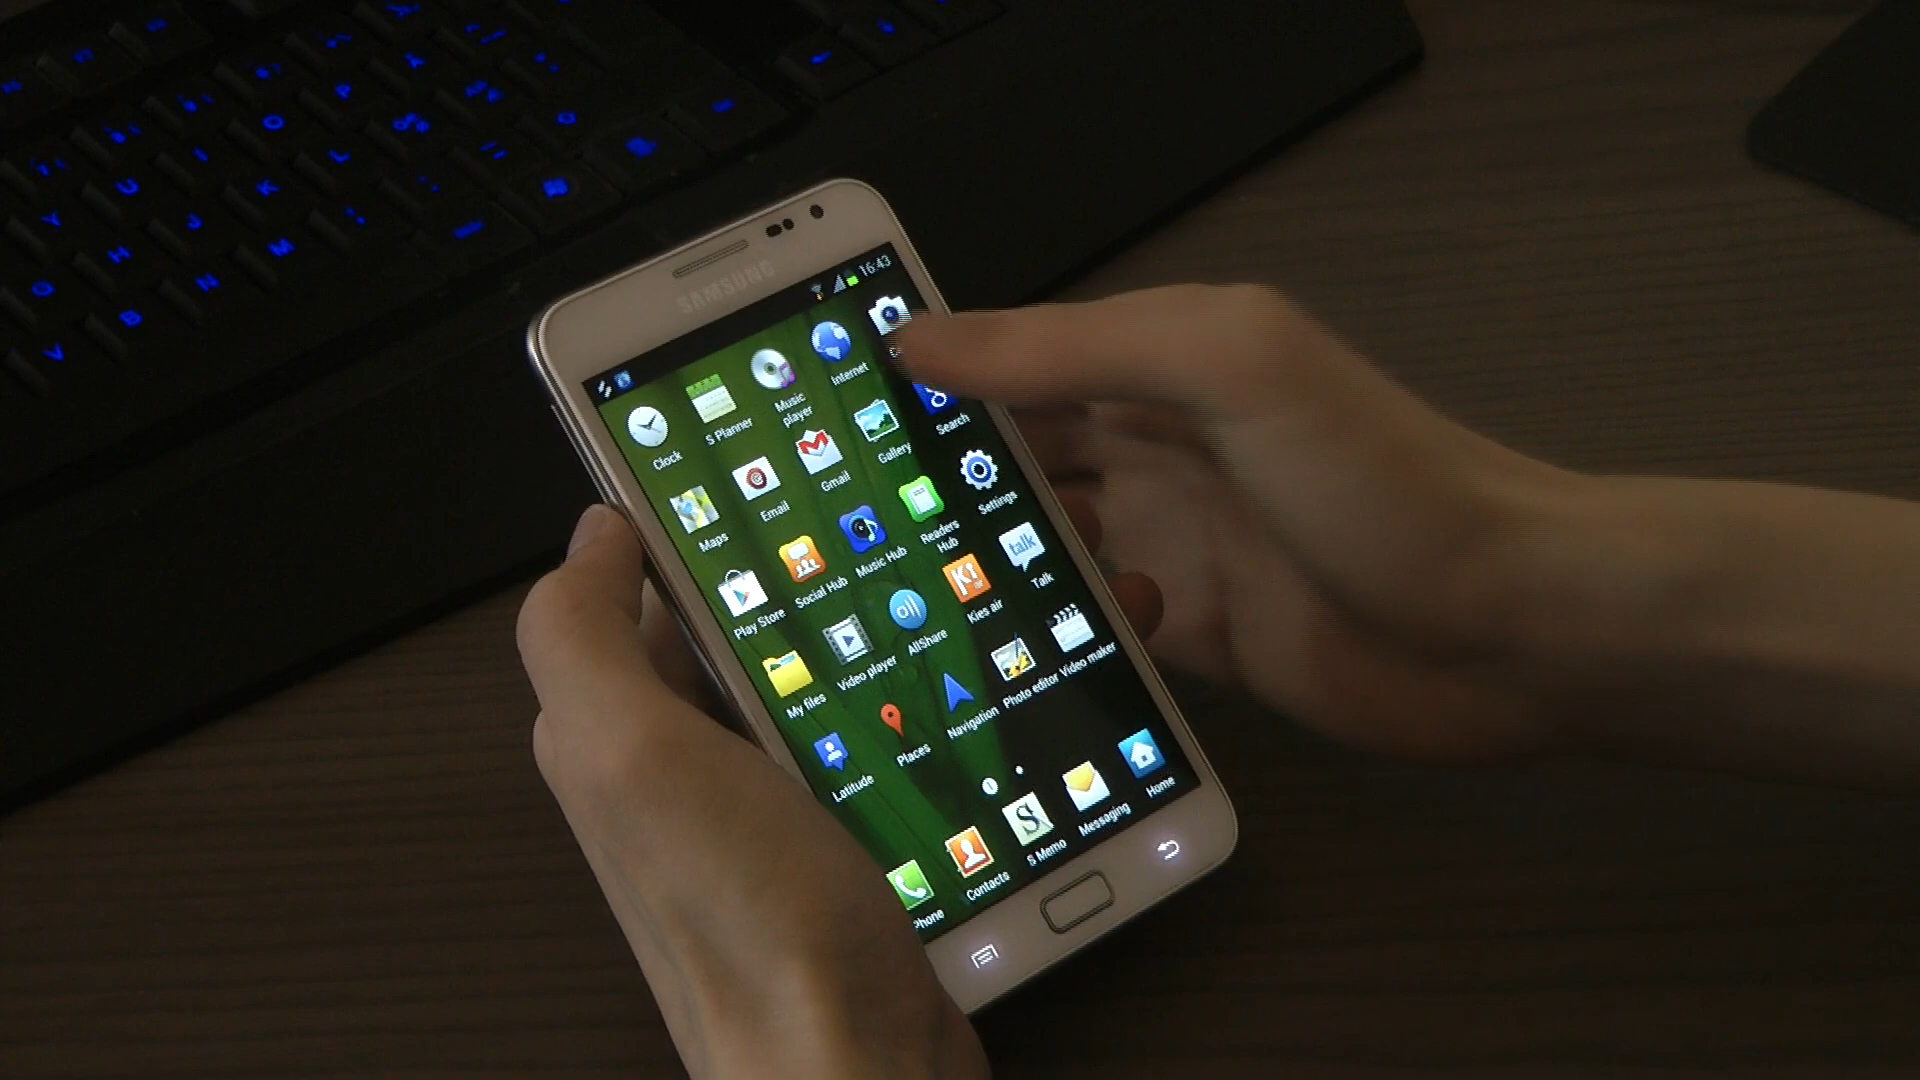 Y U I O P Å
G H J K L
V B N M
SAMSUNG
16:43
Clock
S Planner
Music
player
Internet
Maps
Email
Gmail
Gallery
Search
Play Store
Social Hub
Music Hub
Readers
Hub
Settings
My files
Video player
AllShare
Kies air
talk
Talk
Latitude
Places
Navigation
Photo editor
Video maker
Phone
Contacts
S Memo
Messaging
Home